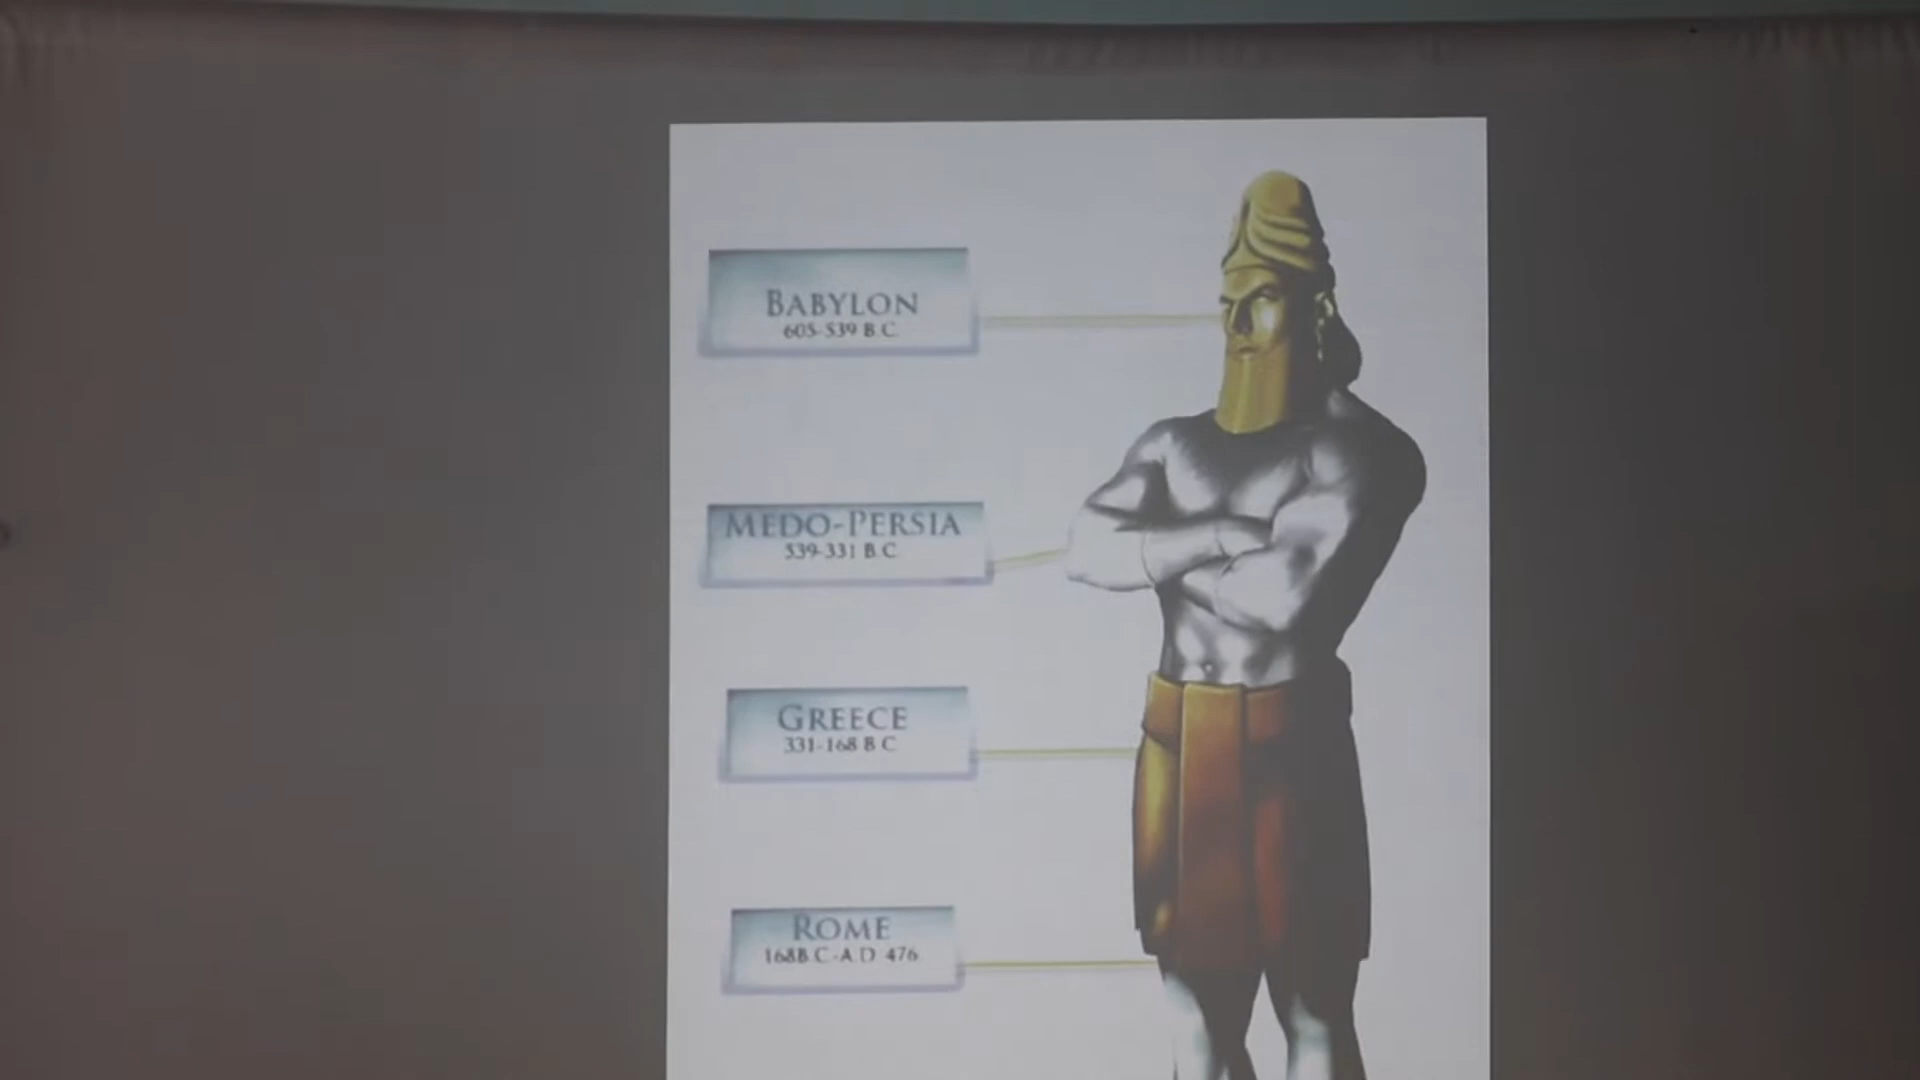 BABYLON
605-539 B.C.
MEDO-PERSIA
539-331 B.C.
GREECE
331-168 B.C
ROME
168B.C.-A.D. 476